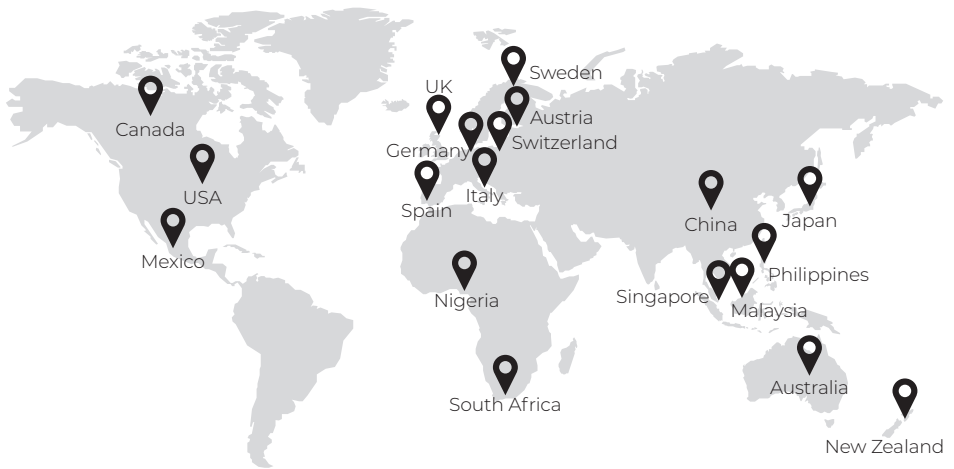 Sweden
UK
Austria
Canada
Switzerland
Germany
USA
Italy
Spain
China
Japan
Mexico
Philippines
Singapore
Nigeria
Malaysia
Australia
South Africa
New Zealand